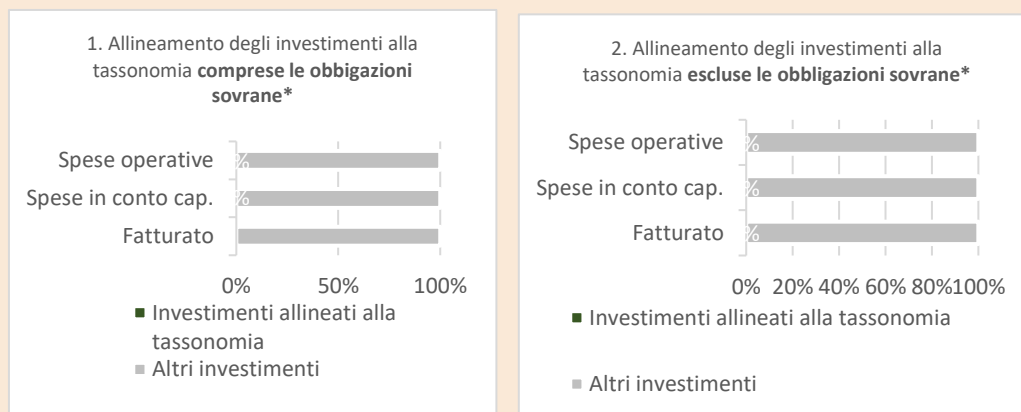 1. Allineamento degli investimenti alla
tassonomia comprese le obbigazioni
sovrane*
Spese operative
%
Spese in conto cap.
%
Fatturato
0% 50% 100%
Investimenti allineati alla
tassonomia
Altri investimenti
2. Allineamento degli investimenti alla
tassonomia escluse le obbligazioni sovrane*
Spese operative
%
Spese in conto cap.
%
Fatturato
%
0% 20% 40% 60% 80%100%
Investimenti allineati alla tassonomia
Altri investimenti